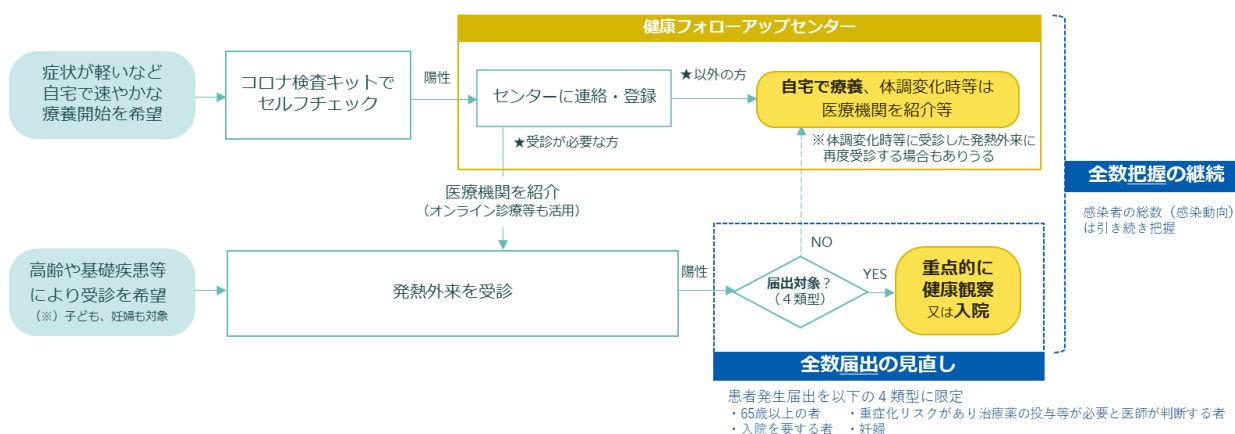 健康フォローアップセンター
症状が軽いなど
自宅で速やかな
療養開始を希望
コロナ検査キットで
セルフチェック
陽性
センターに連絡・登録
★以外の方
自宅で療養、体調変化時等は
医療機関を紹介等
※体調変化時等に受診した発熱外来に
再度受診する場合もありうる
★受診が必要な方
医療機関を紹介
(オンライン診療等も活用)
全数把握の継続
感染者の総数(感染動向)
は引き続き把握
高齢や基礎疾患等
により受診を希望
(※)子ども、妊婦も対象
発熱外来を受診
陽性
届出対象?
(4類型)
NO
YES
重点的に
健康観察
又は入院
全数届出の見直し
患者発生届出を以下の4類型に限定
・65歳以上の者 ・重症化リスクがあり治療薬の投与等が必要と医師が判断する者
・入院を要する者 ・妊婦